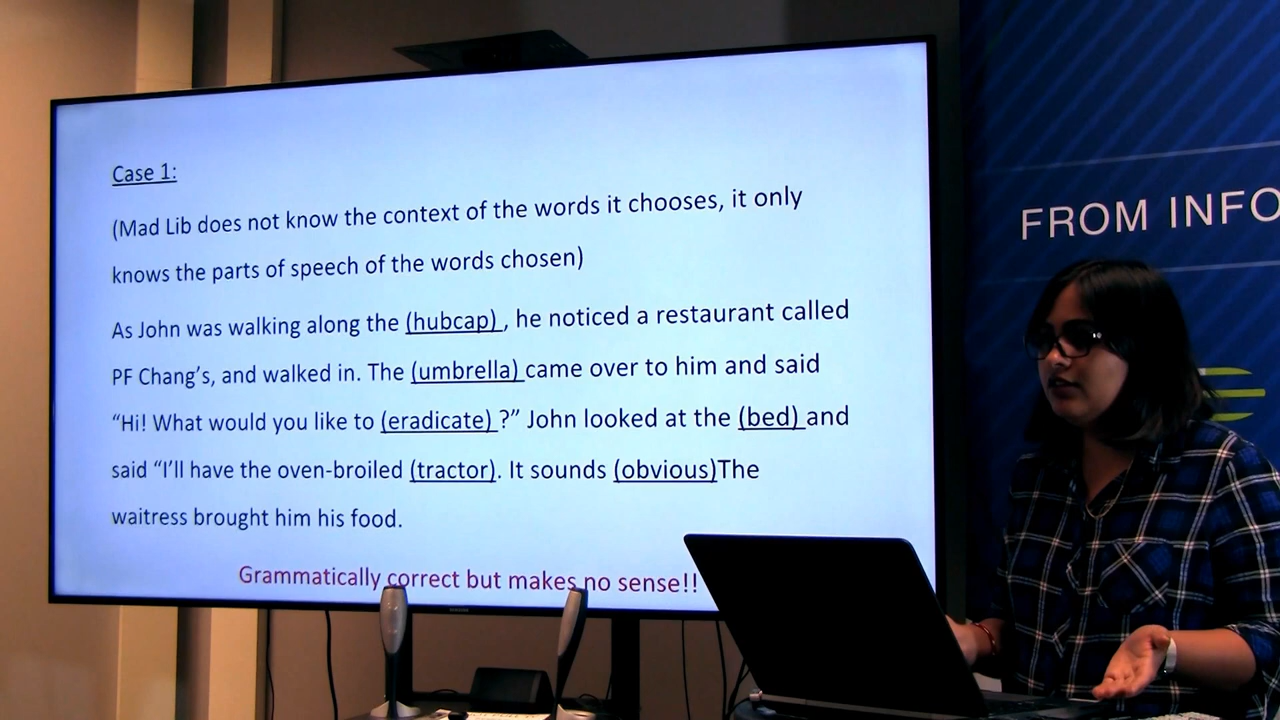 Case 1:
(Mad Lib does not know the context of the words it chooses, it only
knows the parts of speech of the words chosen)
As John was walking along the (hubcap) , he noticed a restaurant called
PF Chang's, and walked in. The (umbrella) came over to him and said
“Hi! What would you like to (eradicate) ?” John looked at the (bed) and
said “I'll have the oven-broiled (tractor). It sounds (obvious)The
waitress brought him his food.
Grammatically correct but makes no sense!!
SAMSUNG
FROM INFO